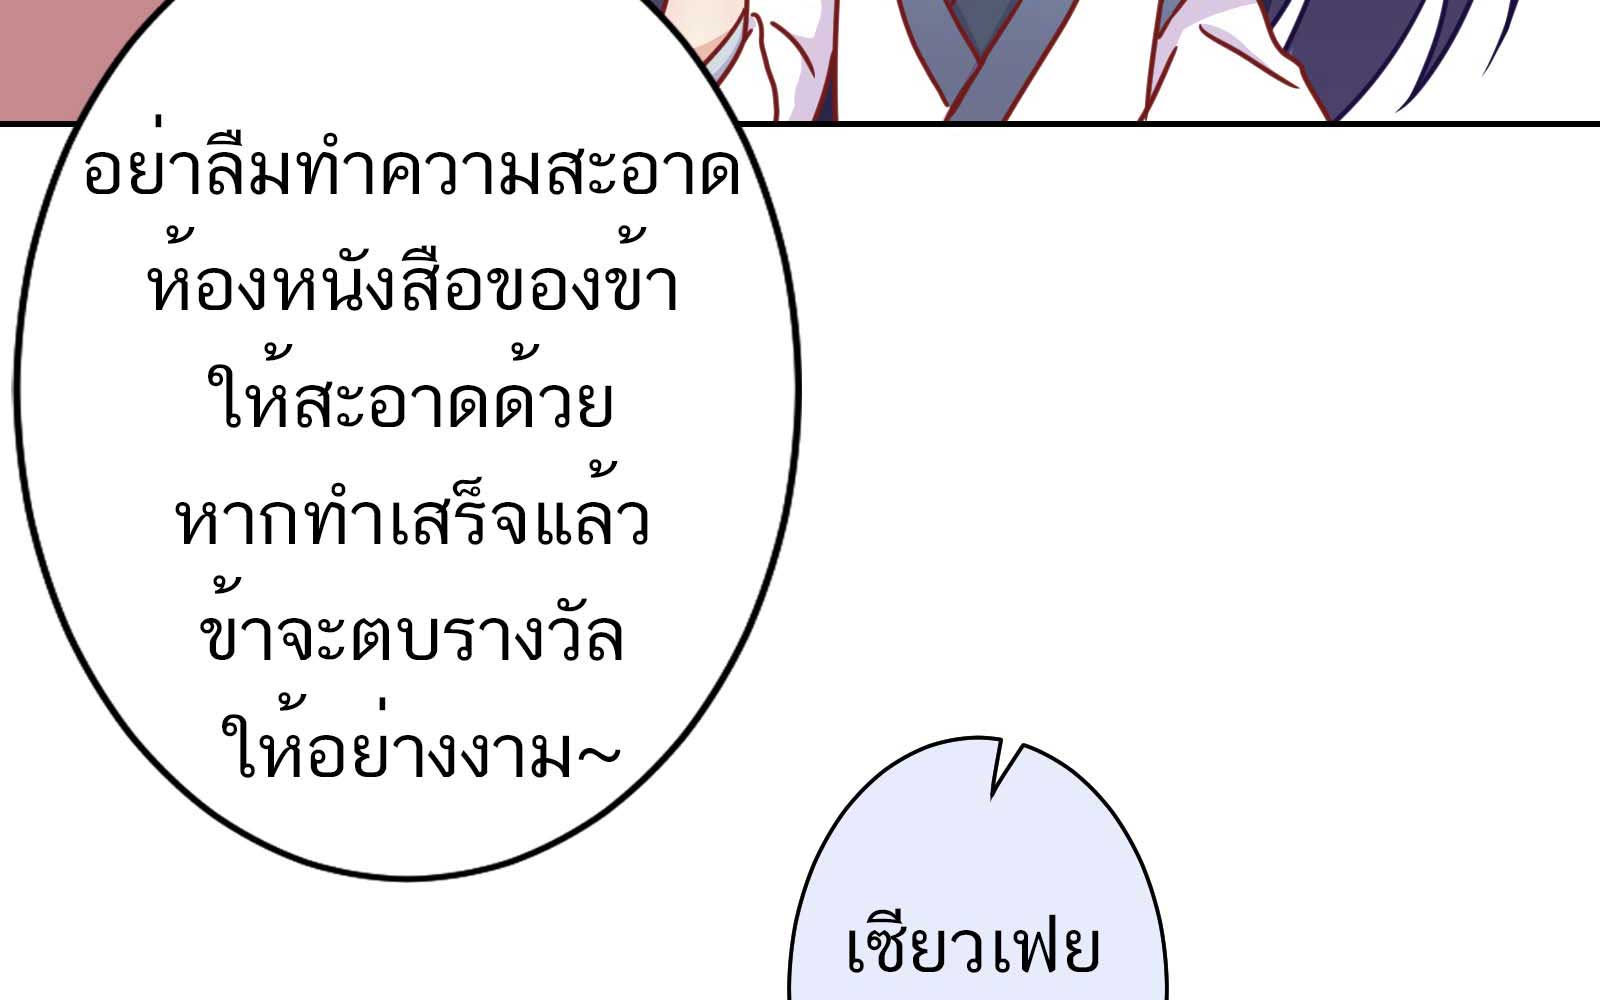 อย่าลืมทำความสะอาด
ห้องหนังสือของข้า
ให้สะอาดด้วย
หากทำเสร็จแล้ว
ข้าจะตบรางวัล
ให้อย่างงาม~
เซียวเฟย